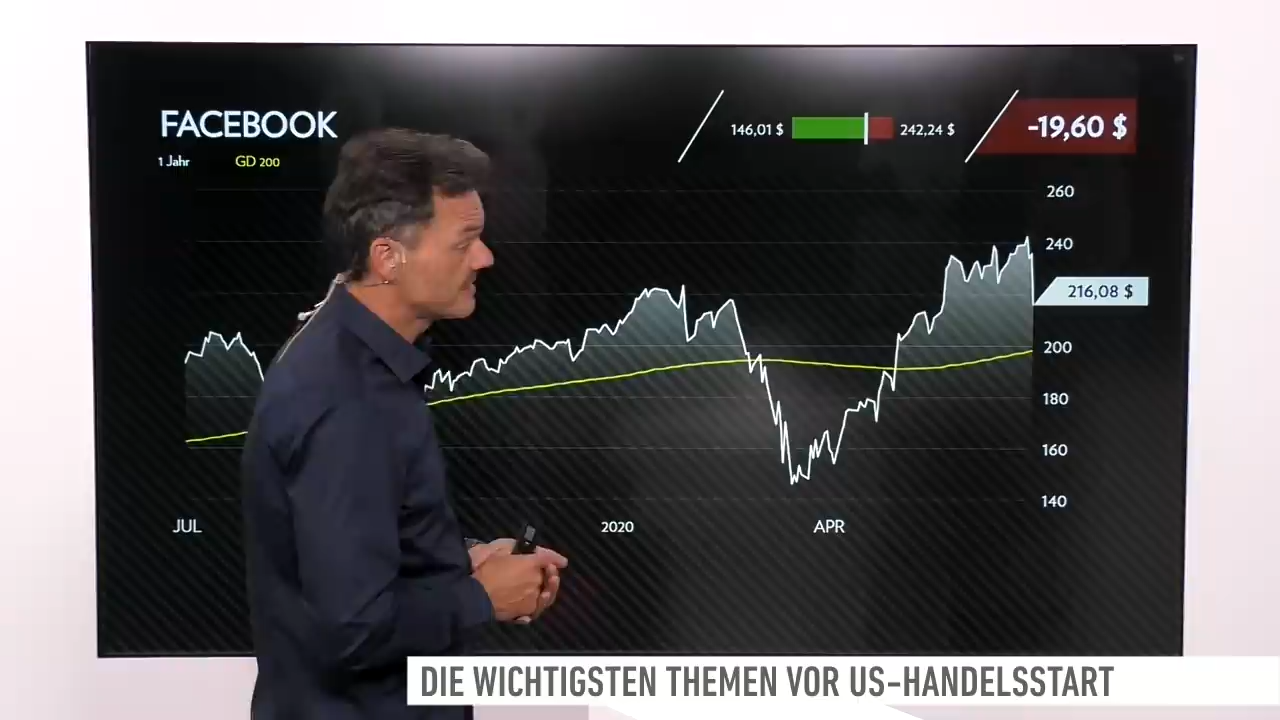 FACEBOOK
1 Jahr
GD 200
146,01 $
242,24 $
-19,60 $
260
240
216,08 $
200
180
160
140
JUL
2020
APR
DIE WICHTIGSTEN THEMEN VOR US-HANDELSSTART